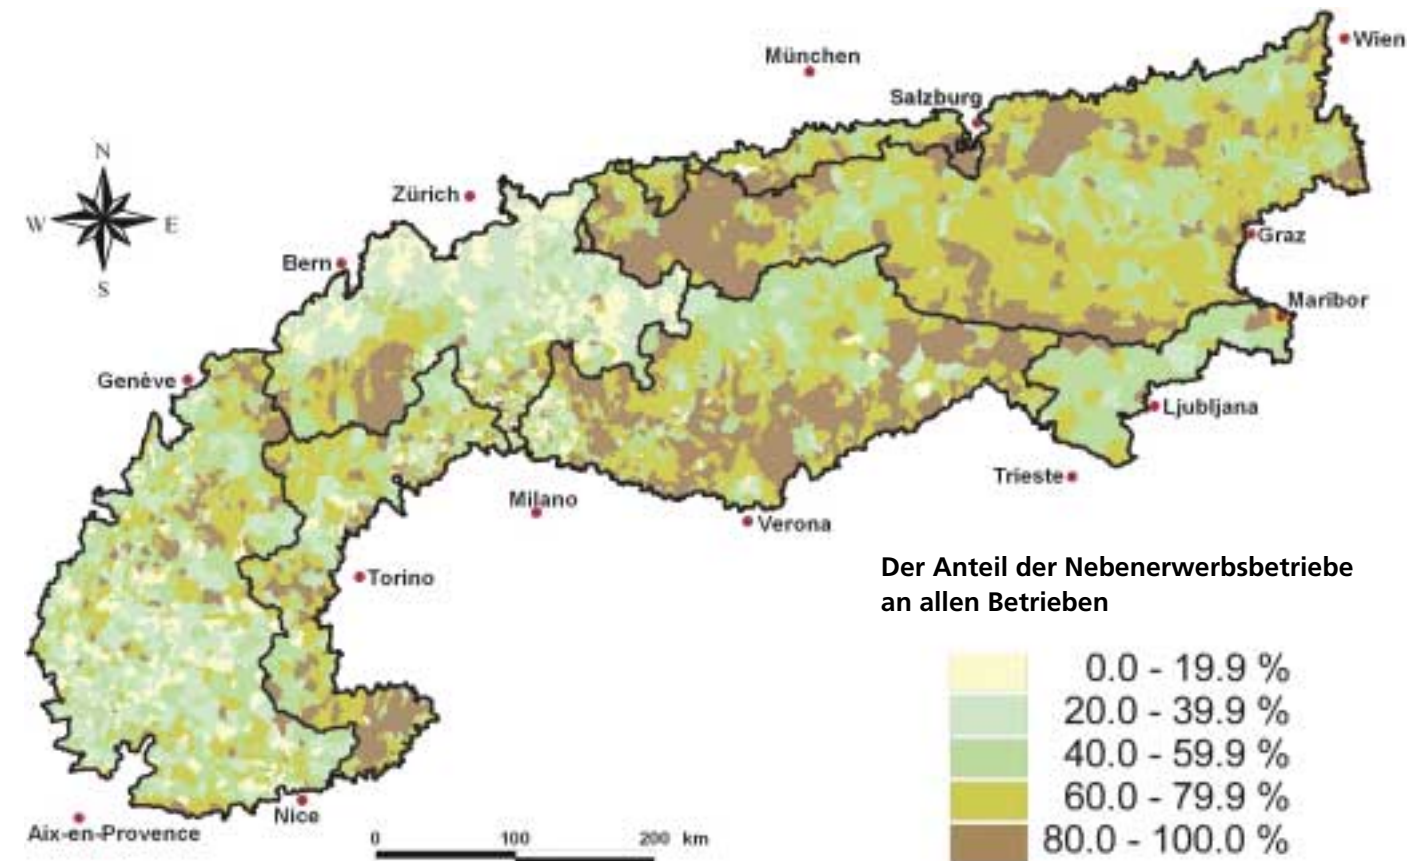 Wien
München
Salzburg
N
Zürich
W
E
Graz
Bern
S
Maribor
Genève
Ljubljana
Trieste
Milano
Verona
Der Anteil der Nebenerwerbsbetriebe
an allen Betrieben
Torino
0.0 - 19.9 %
20.0 - 39.9 %
40.0 - 59.9 %
60.0 - 79.9 %
80.0 - 100.0 %
Nice
Aix-en-Provence
0 100 200 km